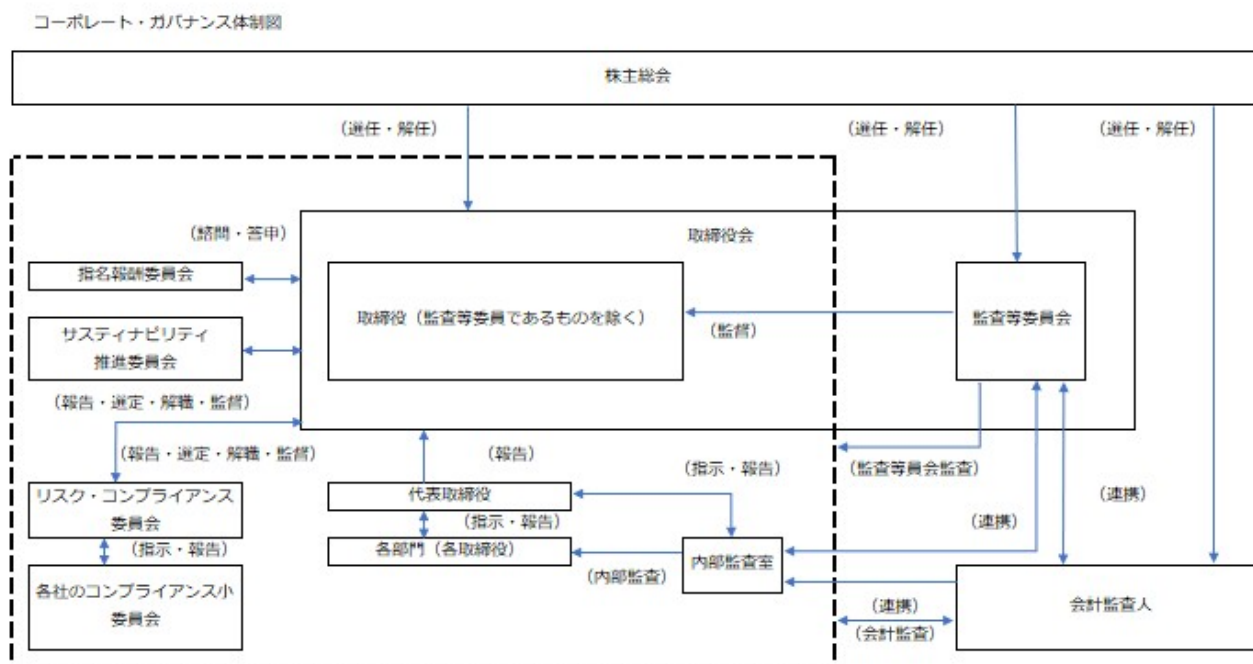 コーポレート・ガバナンス体制図
株主総会
（選任・解任）
（選任・解任）
（選任・解任）
（諮問・答申）
取締役会
指名報酬委員会
取締役（監査等委員であるものを除く）
（監督）
監査等委員会
サスティナビリティ
推進委員会
（報告・選定・解職・監督）
（報告・選定・解職・監督）
（報告）
（指示・報告）
（監査等員会監査）
リスク・コンプライアンス
委員会
代表取締役
（連携）
（連携）
（指示・報告）
（指示・報告）
各部門（各取締役）
（内部監査）
内部監査室
各社のコンプライアンス小
委員会
（連携）
（会計監査）
会計監査人